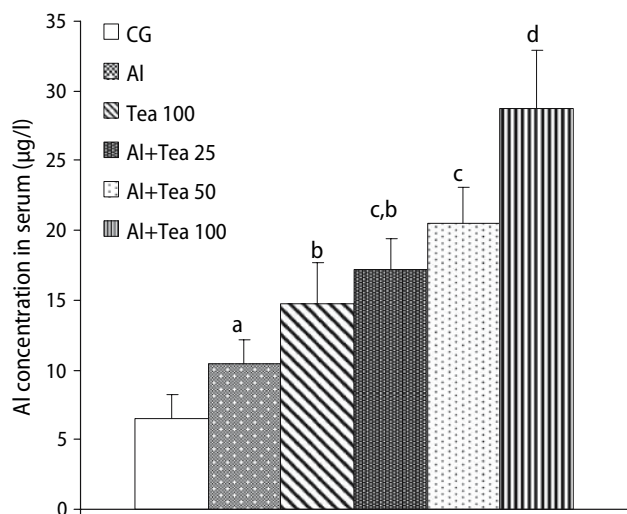 35
30
25
20
15
10
5
0
Al concentration in serum (µg/l)
CG
Al
Tea 100
Al+Tea 25
Al+Tea 50
Al+Tea 100
a
b
c,b
c
d